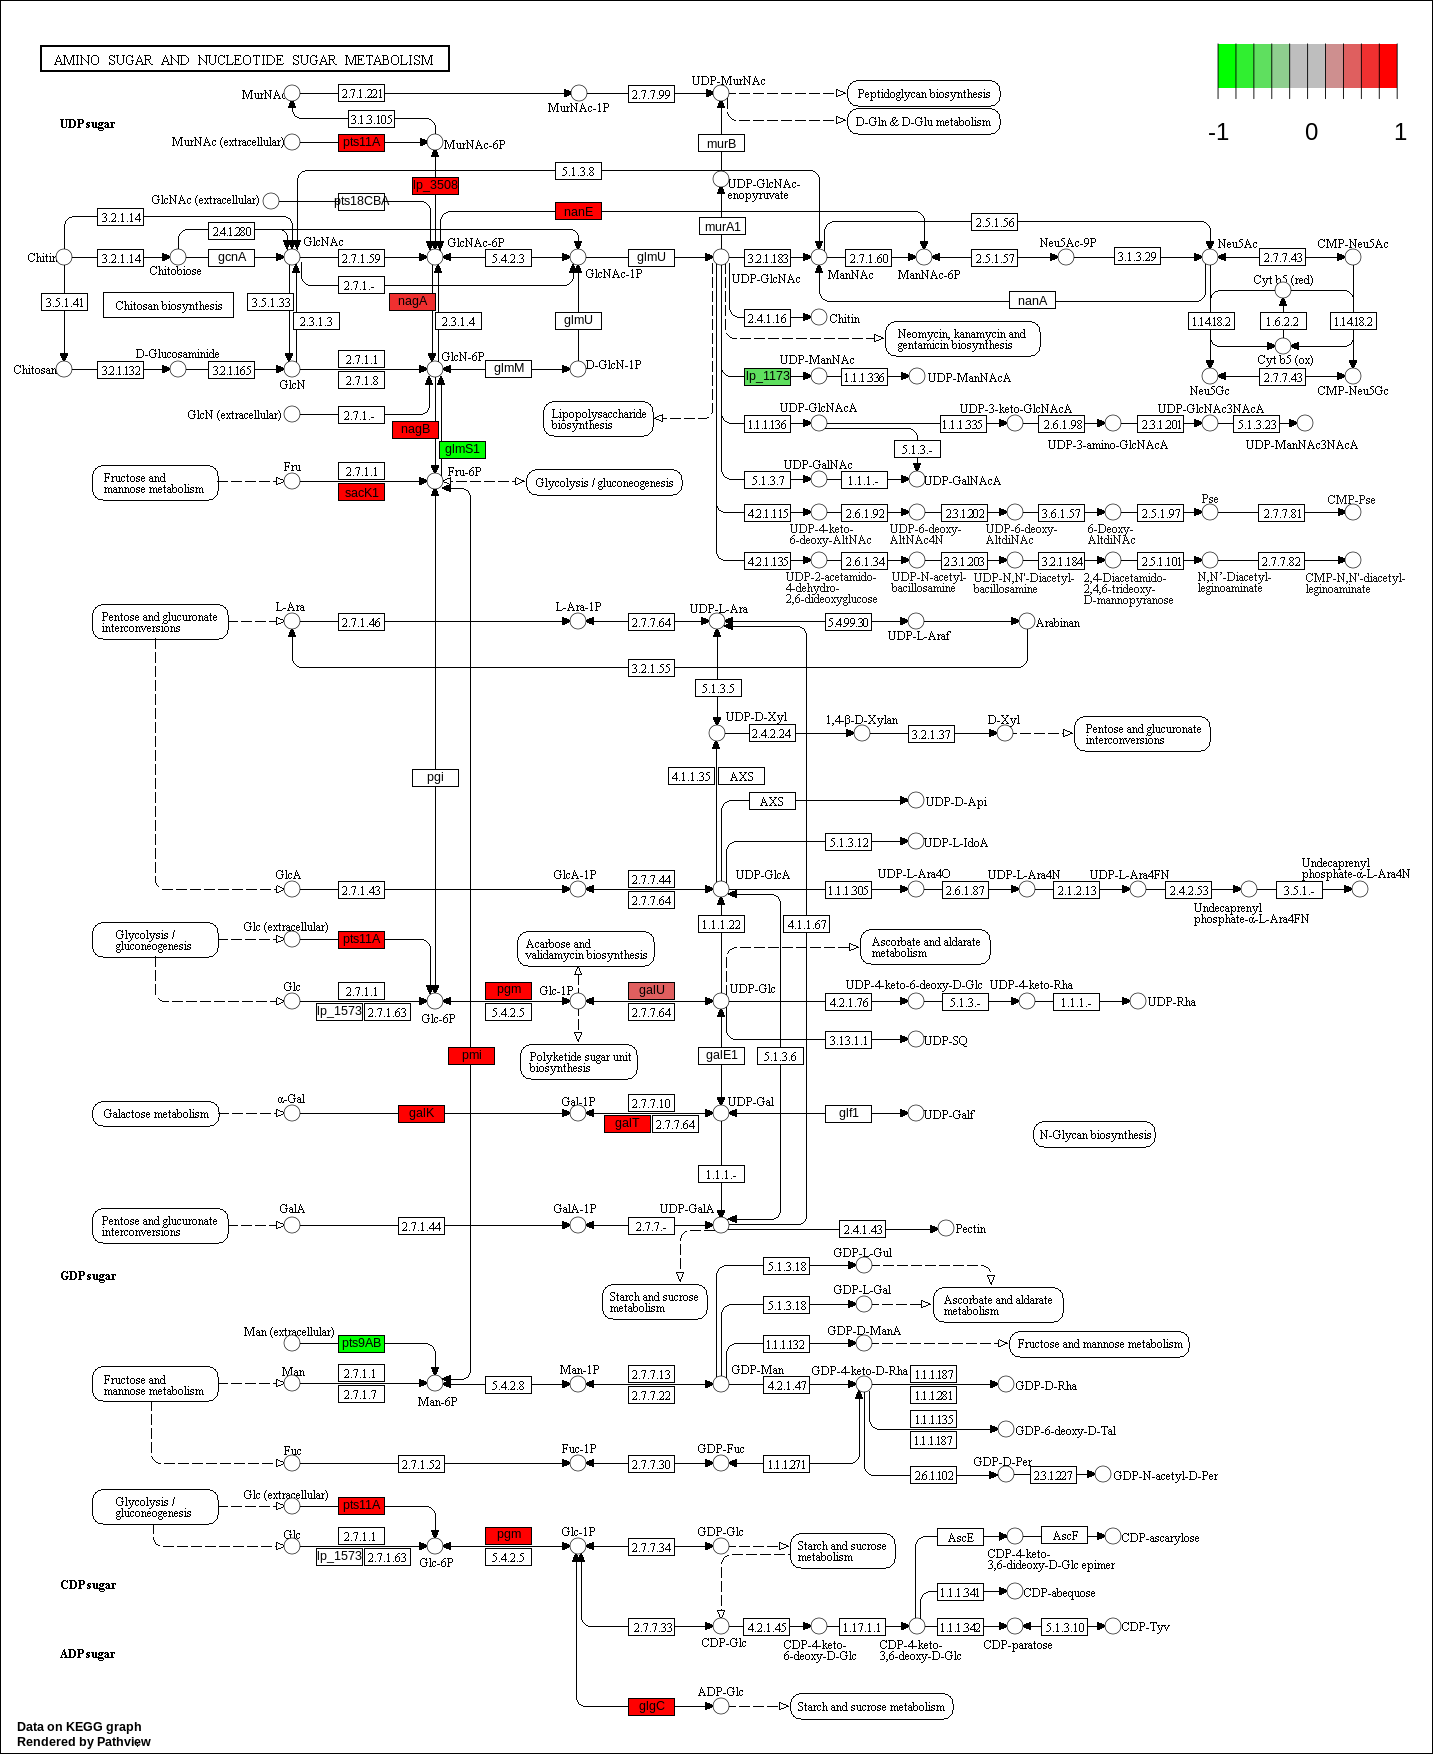 AMINO SUGAR AND NUCLEOTIDE SUGAR METABOLISM
-1 0 1
UDP sugar
MurNAc 2.7.1.221 MurNAc-1P 2.7.7.99 UDP-MurNAc Peptidoglycan biosynthesis
3.1.3.105 D-Gln & D-Glu metabolism
MurNAc (extracellular) pts11A MurNAc-6P murB
5.1.3.8
lp_3508 UDP-GlcNAc-
enopyruvate
GlcNAc (extracellular) pts18CBA
3.2.1.14 nanE murA1 2.5.1.56
2.4.1.280
Chitin 3.2.1.14 Chitobiose gcnA GlcNAc 2.7.1.59 GlcNAc-6P 5.4.2.3 GlcNAc-1P glmU UDP-GlcNAc 3.2.1.183 ManNAc 2.7.1.60 ManNAc-6P 2.5.1.57 Neu5Ac-9P 3.1.3.29 Neu5Ac 2.7.7.43 CMP-Neu5Ac
2.7.1.- Cyt b5 (red)
3.5.1.41 Chitosan biosynthesis 3.5.1.33 nagA nanA
2.3.1.3 2.3.1.4 glmU 2.4.1.16 Chitin 1.14.18.2 1.6.2.2 1.14.18.2
Neomycin, kanamycin and
gentamicin biosynthesis
D-Glucosaminide 2.7.1.1 GlcN-6P UDP-ManNAc Cyt b5 (ox)
Chitosan 3.2.1.132 3.2.1.165 GlcN 2.7.1.8 glmM D-GlcN-1P lp_1173 1.1.1.336 UDP-ManNAcA Neu5Gc 2.7.7.43 CMP-Neu5Gc
GlcN (extracellular) 2.7.1.- Lipopolysaccharide
biosynthesis
UDP-GlcNAcA UDP-3-keto-GlcNAcA UDP-GlcNAc3NAcA
nagB 1.1.1.136 1.1.1.335 2.6.1.98 2.3.1.201 5.1.3.23
UDP-3-amino-GlcNAcA UDP-ManNAc3NAcA
glmS1 5.1.3.-
Fructose and
mannose metabolism
Fru 2.7.1.1 Fru-6P UDP-GalNAc
sacK1 Glycolysis / gluconeogenesis 5.1.3.7 1.1.1.- UDP-GalNAcA
Pse CMP-Pse
4.2.1.115 2.6.1.92 2.3.1.202 3.6.1.57 2.5.1.97 2.7.7.81
UDP-4-keto-
6-deoxy-AltNAc
UDP-6-deoxy-
AltNAc4N
UDP-6-deoxy-
AltdiNAc
6-Deoxy-
AltdiNAc
4.2.1.135 2.6.1.34 2.3.1.203 3.2.1.184 2.5.1.101 2.7.7.82
UDP-2-acetamido-
4-dehydro-
2,6-dideoxyglucose
UDP-N-acetyl-
bacillosamine
UDP-N,N'-Diacetyl-
bacillosamine
2,4-Diacetamido-
2,4,6-trideoxy-
D-mannopyranose
N,N'-Diacetyl-
leginoaminate
CMP-N,N'-diacetyl-
leginoaminate
Pentose and glucuronate
interconversions
L-Ara 2.7.1.46 L-Ara-1P 2.7.7.64 UDP-L-Ara 5.4.99.30 UDP-L-Araf Arabinan
3.2.1.55
5.1.3.5
UDP-D-Xyl 2.4.2.24 1,4-β-D-Xylan 3.2.1.37 D-Xyl Pentose and glucuronate
interconversions
pgi 4.1.1.35 AXS
AXS UDP-D-Api
5.1.3.12 UDP-L-IdoA
GlcA 2.7.1.43 GlcA-1P 2.7.7.44 UDP-GlcA 1.1.1.305 UDP-L-Ara4O 2.6.1.87 UDP-L-Ara4N 2.1.2.13 UDP-L-Ara4FN 2.4.2.53 3.5.1.- Undecaprenyl
phosphate-α-L-Ara4N
2.7.7.64 Undecaprenyl
phosphate-α-L-Ara4FN
1.1.1.22 4.1.1.67
Glycolysis /
gluconeogenesis
Glc (extracellular) pts11A Acarbose and
validamycin biosynthesis
Ascorbate and aldarate
metabolism
Glc 2.7.1.1 pgm Glc-1P galU UDP-Glc UDP-4-keto-6-deoxy-D-Glc UDP-4-keto-Rha
lp_1573 2.7.1.63 Glc-6P 5.4.2.5 2.7.7.64 4.2.1.76 5.1.3.- 1.1.1.- UDP-Rha
3.13.1.1 UDP-SQ
pmi Polyketide sugar unit
biosynthesis
galE1 5.1.3.6
Galactose metabolism α-Gal galK Gal-1P 2.7.7.10 UDP-Gal glf1 UDP-Galf
galT 2.7.7.64
N-Glycan biosynthesis
1.1.1.-
Pentose and glucuronate
interconversions
GalA 2.7.1.44 GalA-1P 2.7.7.- UDP-GalA 2.4.1.43 Pectin
GDP sugar
Starch and sucrose
metabolism
5.1.3.18 GDP-L-Gul
5.1.3.18 GDP-L-Gal Ascorbate and aldarate
metabolism
Man (extracellular) pts9AB 1.1.1.132 GDP-D-ManA Fructose and mannose metabolism
Fructose and
mannose metabolism
Man 2.7.1.1 Man-1P 2.7.7.13 GDP-Man GDP-4-keto-D-Rha 1.1.1.187
2.7.1.7 Man-6P 5.4.2.8 2.7.7.22 4.2.1.47 1.1.1.281 GDP-D-Rha
1.1.1.135
1.1.1.187 GDP-6-deoxy-D-Tal
Fuc 2.7.1.52 Fuc-1P 2.7.7.30 GDP-Fuc 1.1.1.271
2.6.1.102 GDP-D-Per 2.3.1.227 GDP-N-acetyl-D-Per
Glycolysis /
gluconeogenesis
Glc (extracellular) pts11A
Glc 2.7.1.1 pgm Glc-1P 2.7.7.34 GDP-Glc Starch and sucrose
metabolism
lp_1573 2.7.1.63 Glc-6P 5.4.2.5
AscE AscF CDP-ascarylose
CDP-4-keto-
3,6-dideoxy-D-Glc epimer
CDP sugar
1.1.1.341 CDP-abequose
2.7.7.33 CDP-Glc 4.2.1.45 CDP-4-keto-
6-deoxy-D-Glc
1.17.1.1 CDP-4-keto-
3,6-deoxy-D-Glc
1.1.1.342 CDP-paratose 5.1.3.10 CDP-Tyv
ADP sugar
glgC ADP-Glc Starch and sucrose metabolism
Data on KEGG graph
Rendered by Pathview